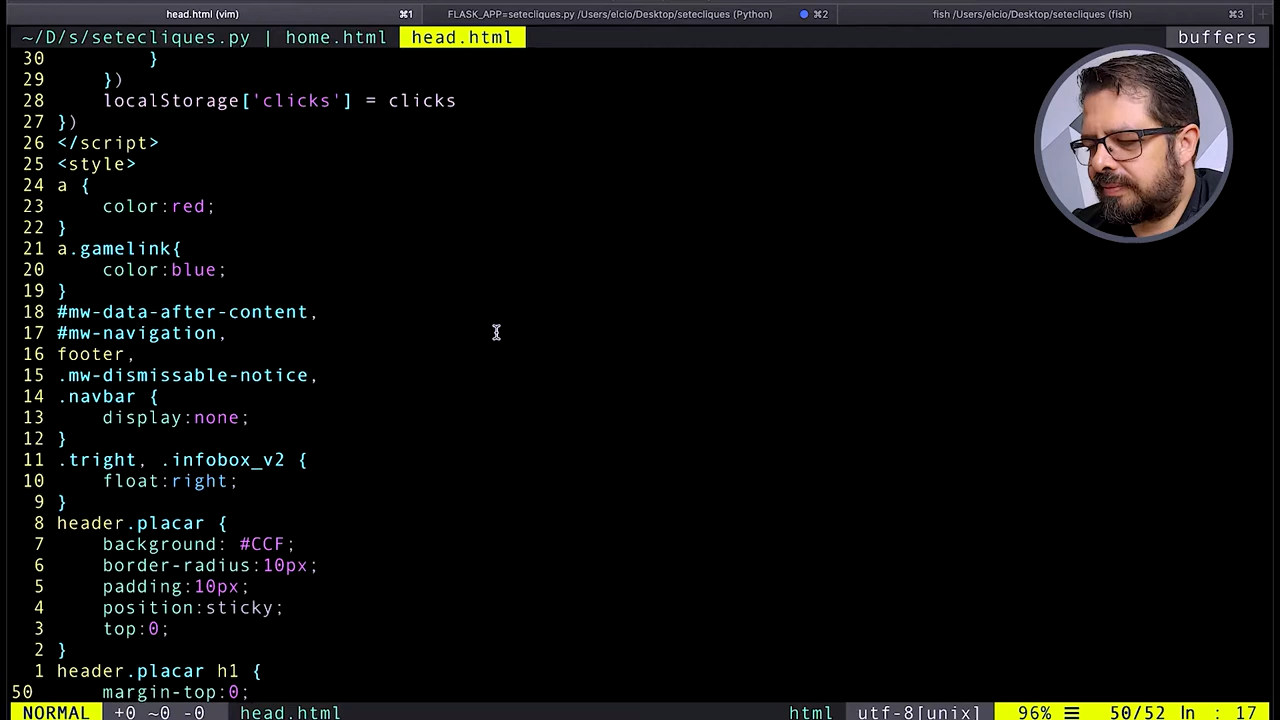 head.html (vim) ⌘1 FLASK_APP=setecliques.py /Users/elcio/Desktop/setecliques (Python) ⌘2 fish /Users/elcio/Desktop/setecliques (fish) ⌘3 +
~/D/s/setecliques.py | home.html head.html buffers
30         }
29     })
28     localStorage['clicks'] = clicks
27 })
26 </script>
25 <style>
24 a {
23     color:red;
22 }
21 a.gamelink{
20     color:blue;
19 }
18 #mw-data-after-content,
17 #mw-navigation,
16 footer,
15 .mw-dismissable-notice,
14 .navbar {
13     display:none;
12 }
11 .tright, .infobox_v2 {
10     float:right;
9 }
8 header.placar {
7     background: #CCF;
6     border-radius:10px;
5     padding:10px;
4     position:sticky;
3     top:0;
2 }
1 header.placar h1 {
50     margin-top:0;
NORMAL +0 ~0 -0 head.html html utf-8[unix] 96% ☰ 50/52 ln : 17